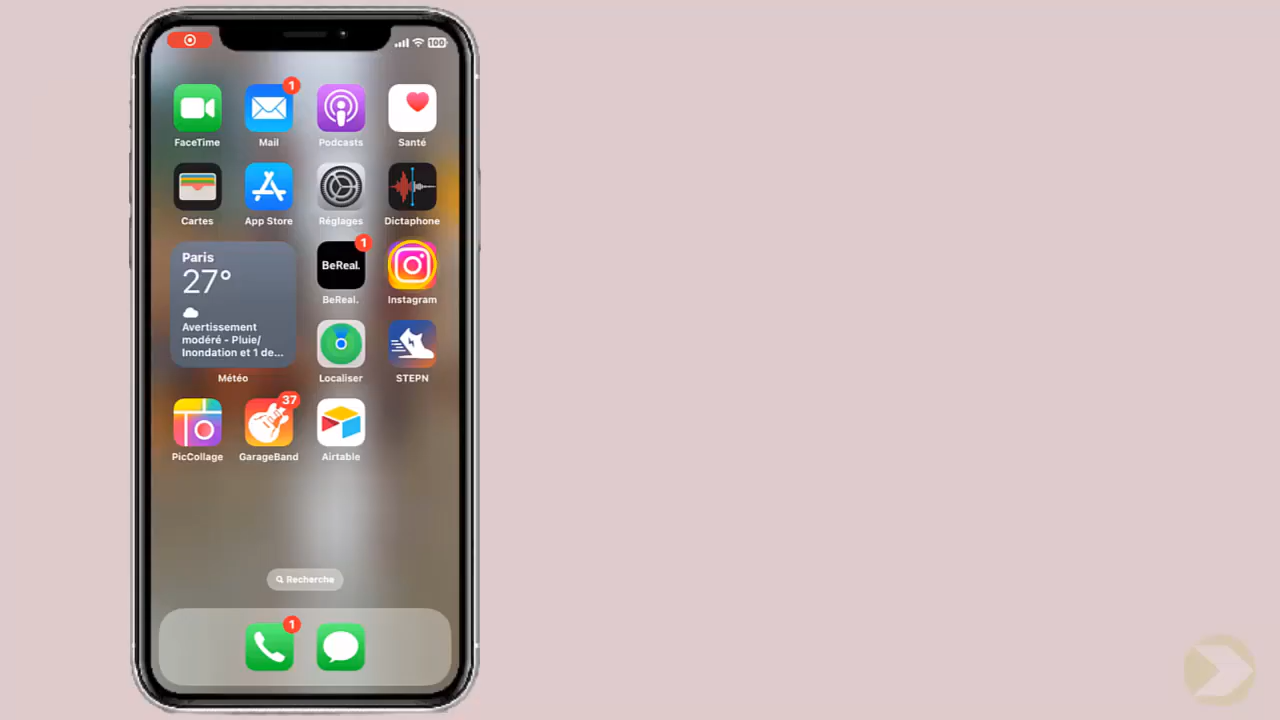 100
1
FaceTime
Mail
Podcasts
Santé
Cartes
App Store
Réglages
Dictaphone
Paris
27°
Avertissement
modéré - Pluie/
Inondation et 1 de...
Météo
BeReal.
1
BeReal.
Instagram
Localiser
STEPN
37
PicCollage
GarageBand
Airtable
Recherche
1